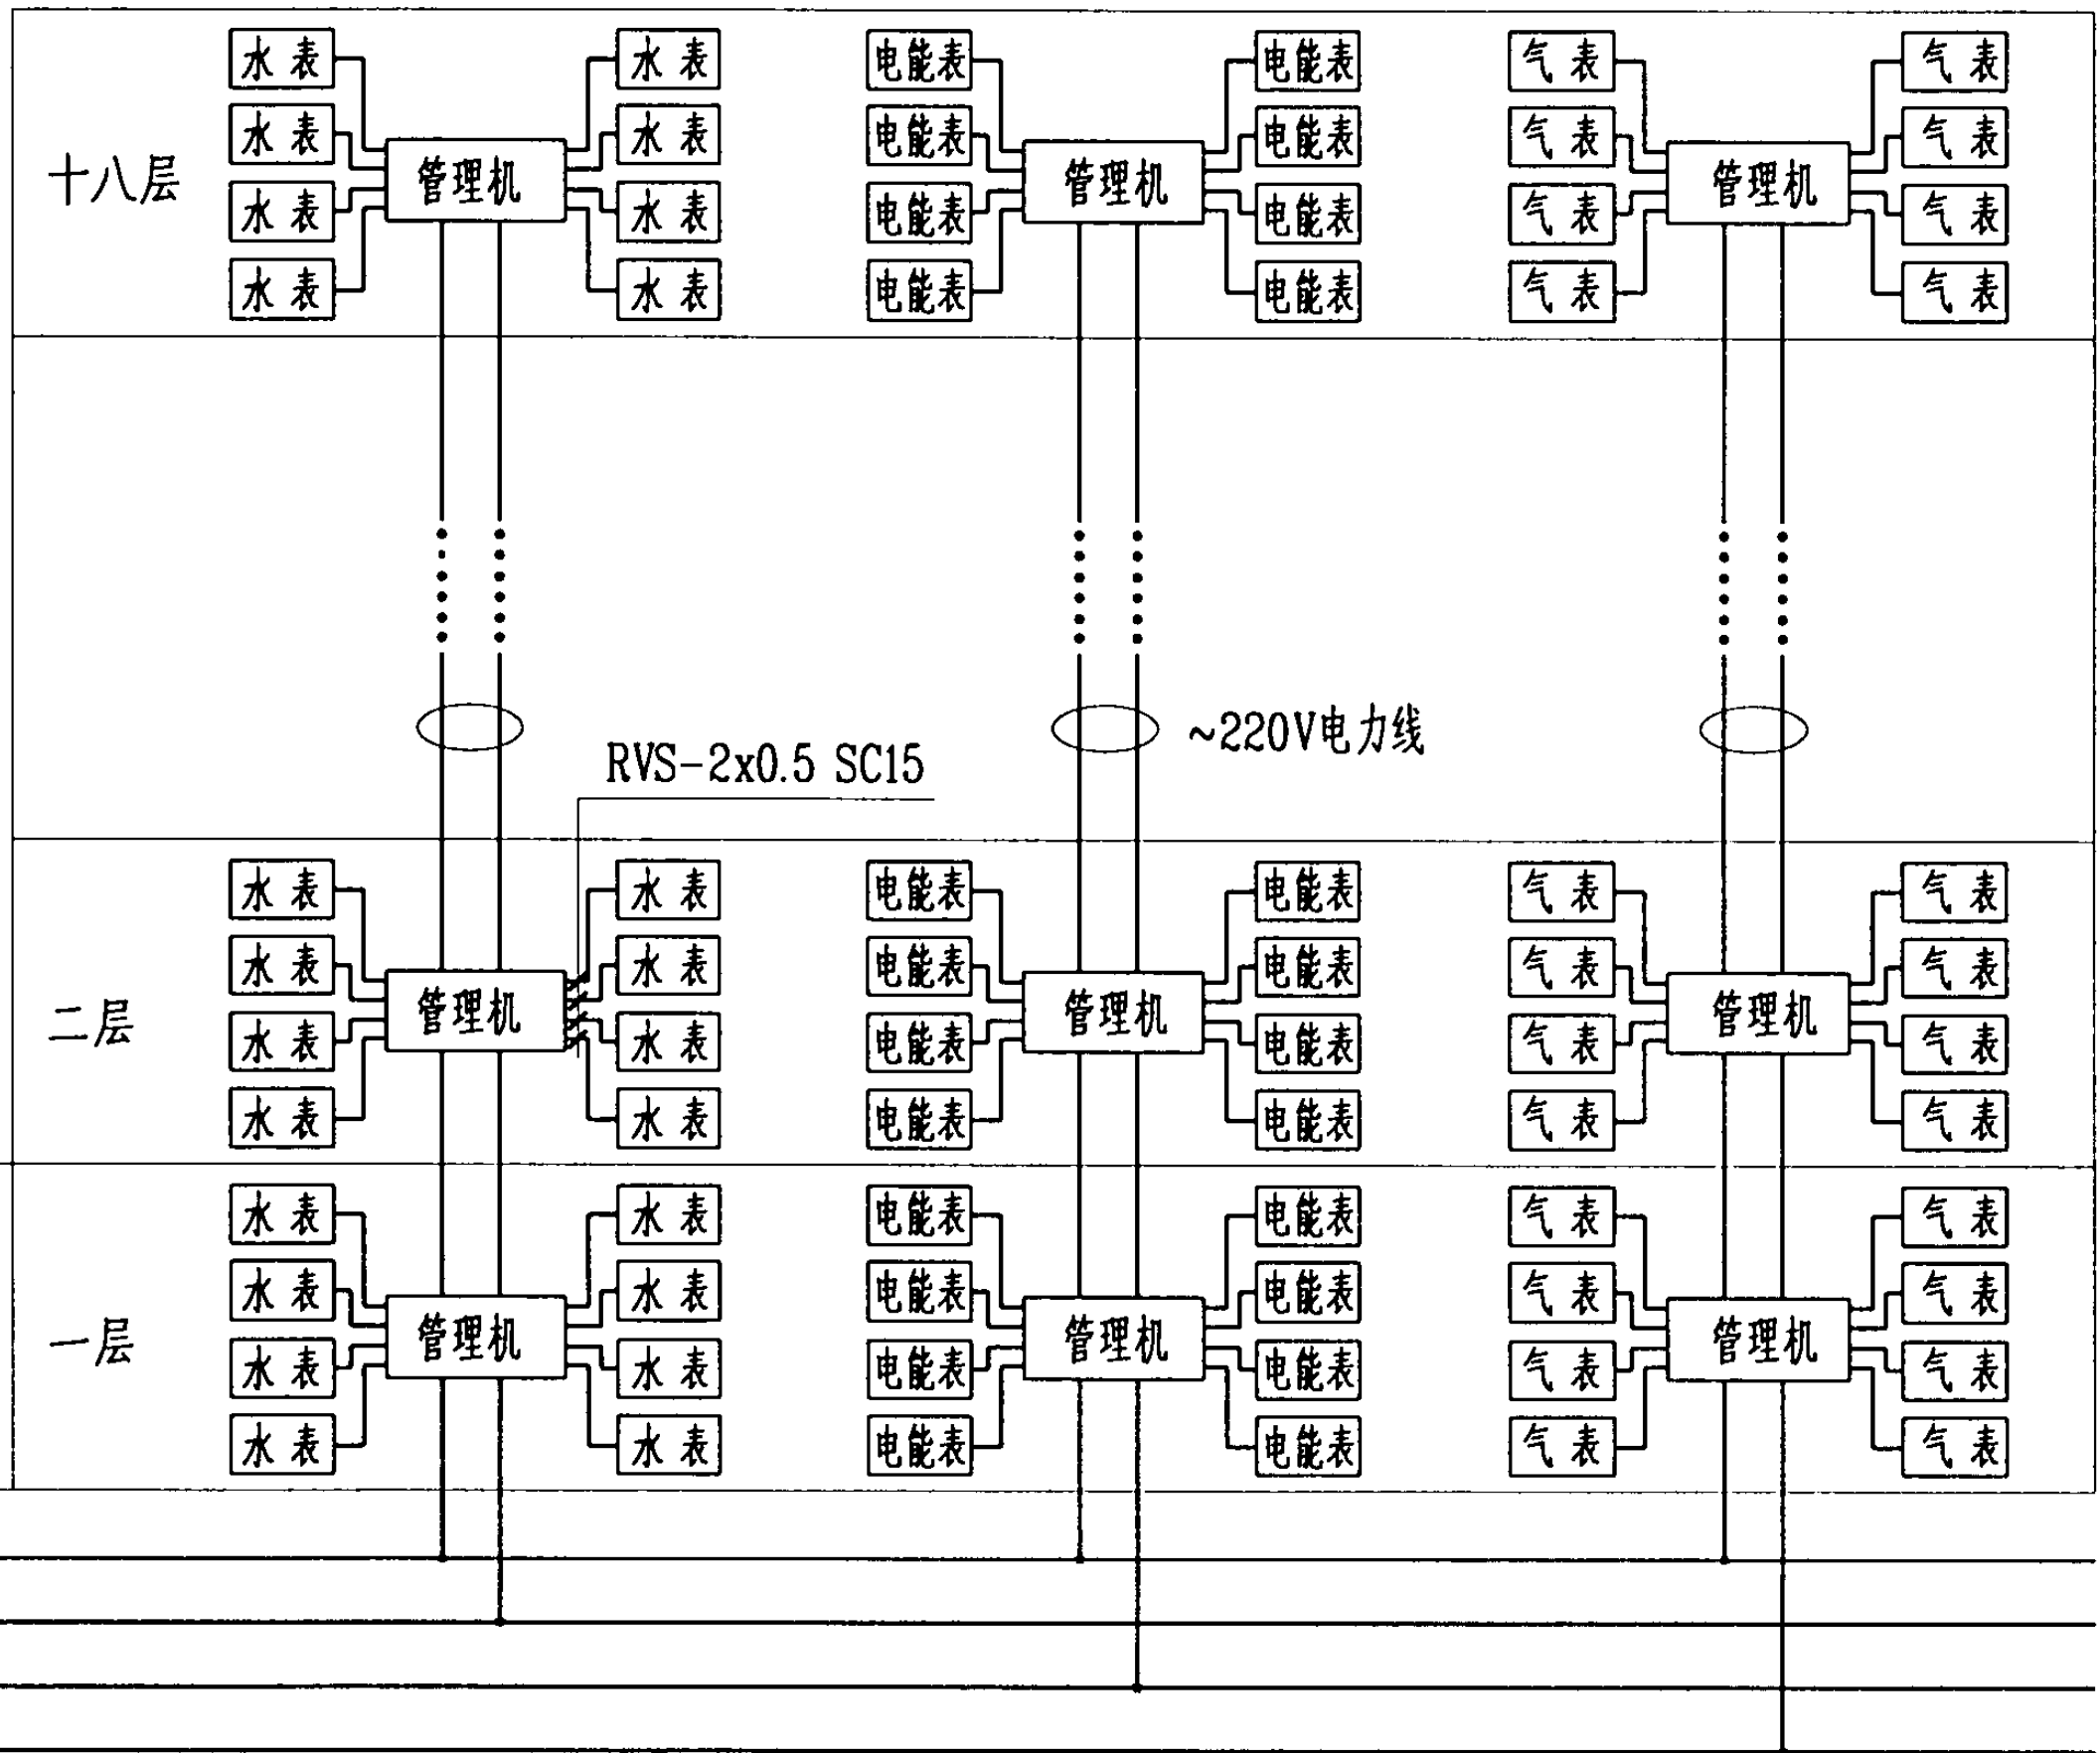 水表 水表 电能表 电能表 气表 气表
水表 水表 电能表 电能表 气表 气表
十八层 管理机 管理机 管理机
水表 水表 电能表 电能表 气表 气表
水表 水表 电能表 电能表 气表 气表
~220V电力线
RVS-2x0.5 SC15
水表 水表 电能表 电能表 气表 气表
水表 水表 电能表 电能表 气表 气表
二层 管理机 管理机 管理机
水表 水表 电能表 电能表 气表 气表
水表 水表 电能表 电能表 气表 气表
水表 水表 电能表 电能表 气表 气表
水表 水表 电能表 电能表 气表 气表
一层 管理机 管理机 管理机
水表 水表 电能表 电能表 气表 气表
水表 水表 电能表 电能表 气表 气表